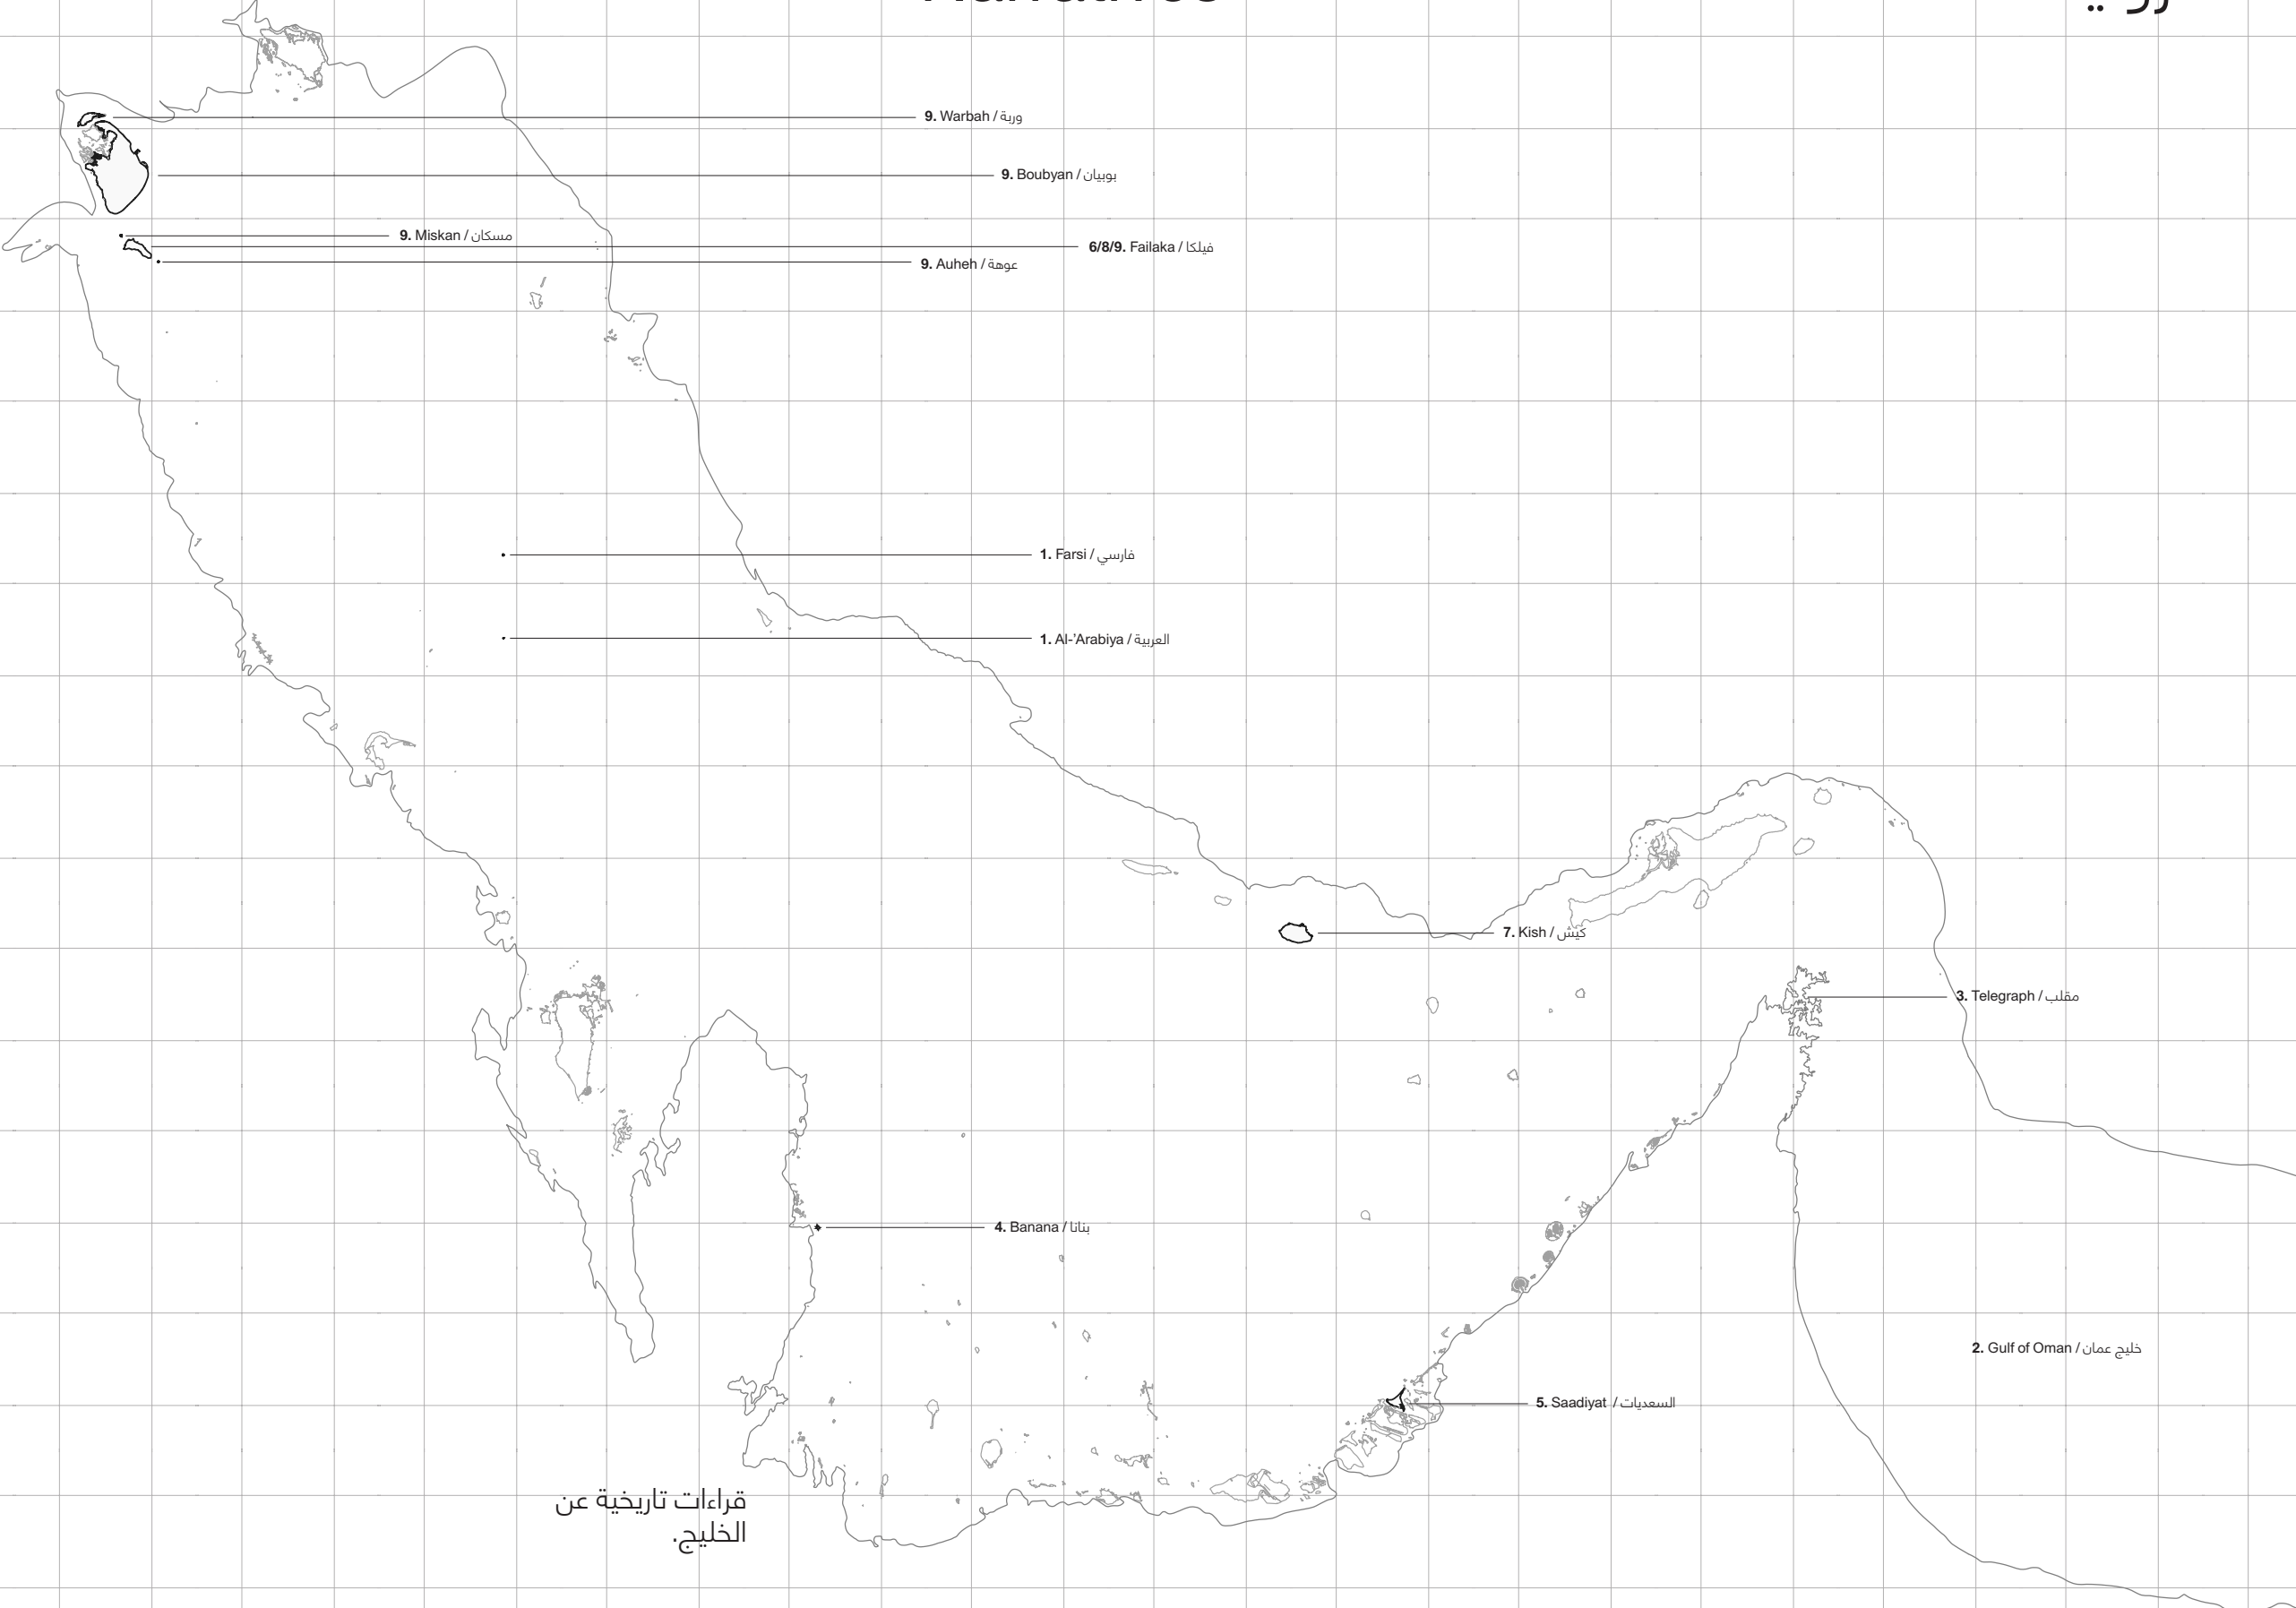 9. Warbah / وربة
9. Boubyan / بوبيان
9. Miskan / مسكان
6/8/9. Failaka / فيلكا
9. Auheh / عوهة
1. Farsi / فارسي
1. Al-'Arabiya / العربية
7. Kish / كيش
3. Telegraph / مقلب
4. Banana / بنانا
2. Gulf of Oman / خليج عمان
5. Saadiyat / السعديات
قراءات تاريخية عن
الخليج.